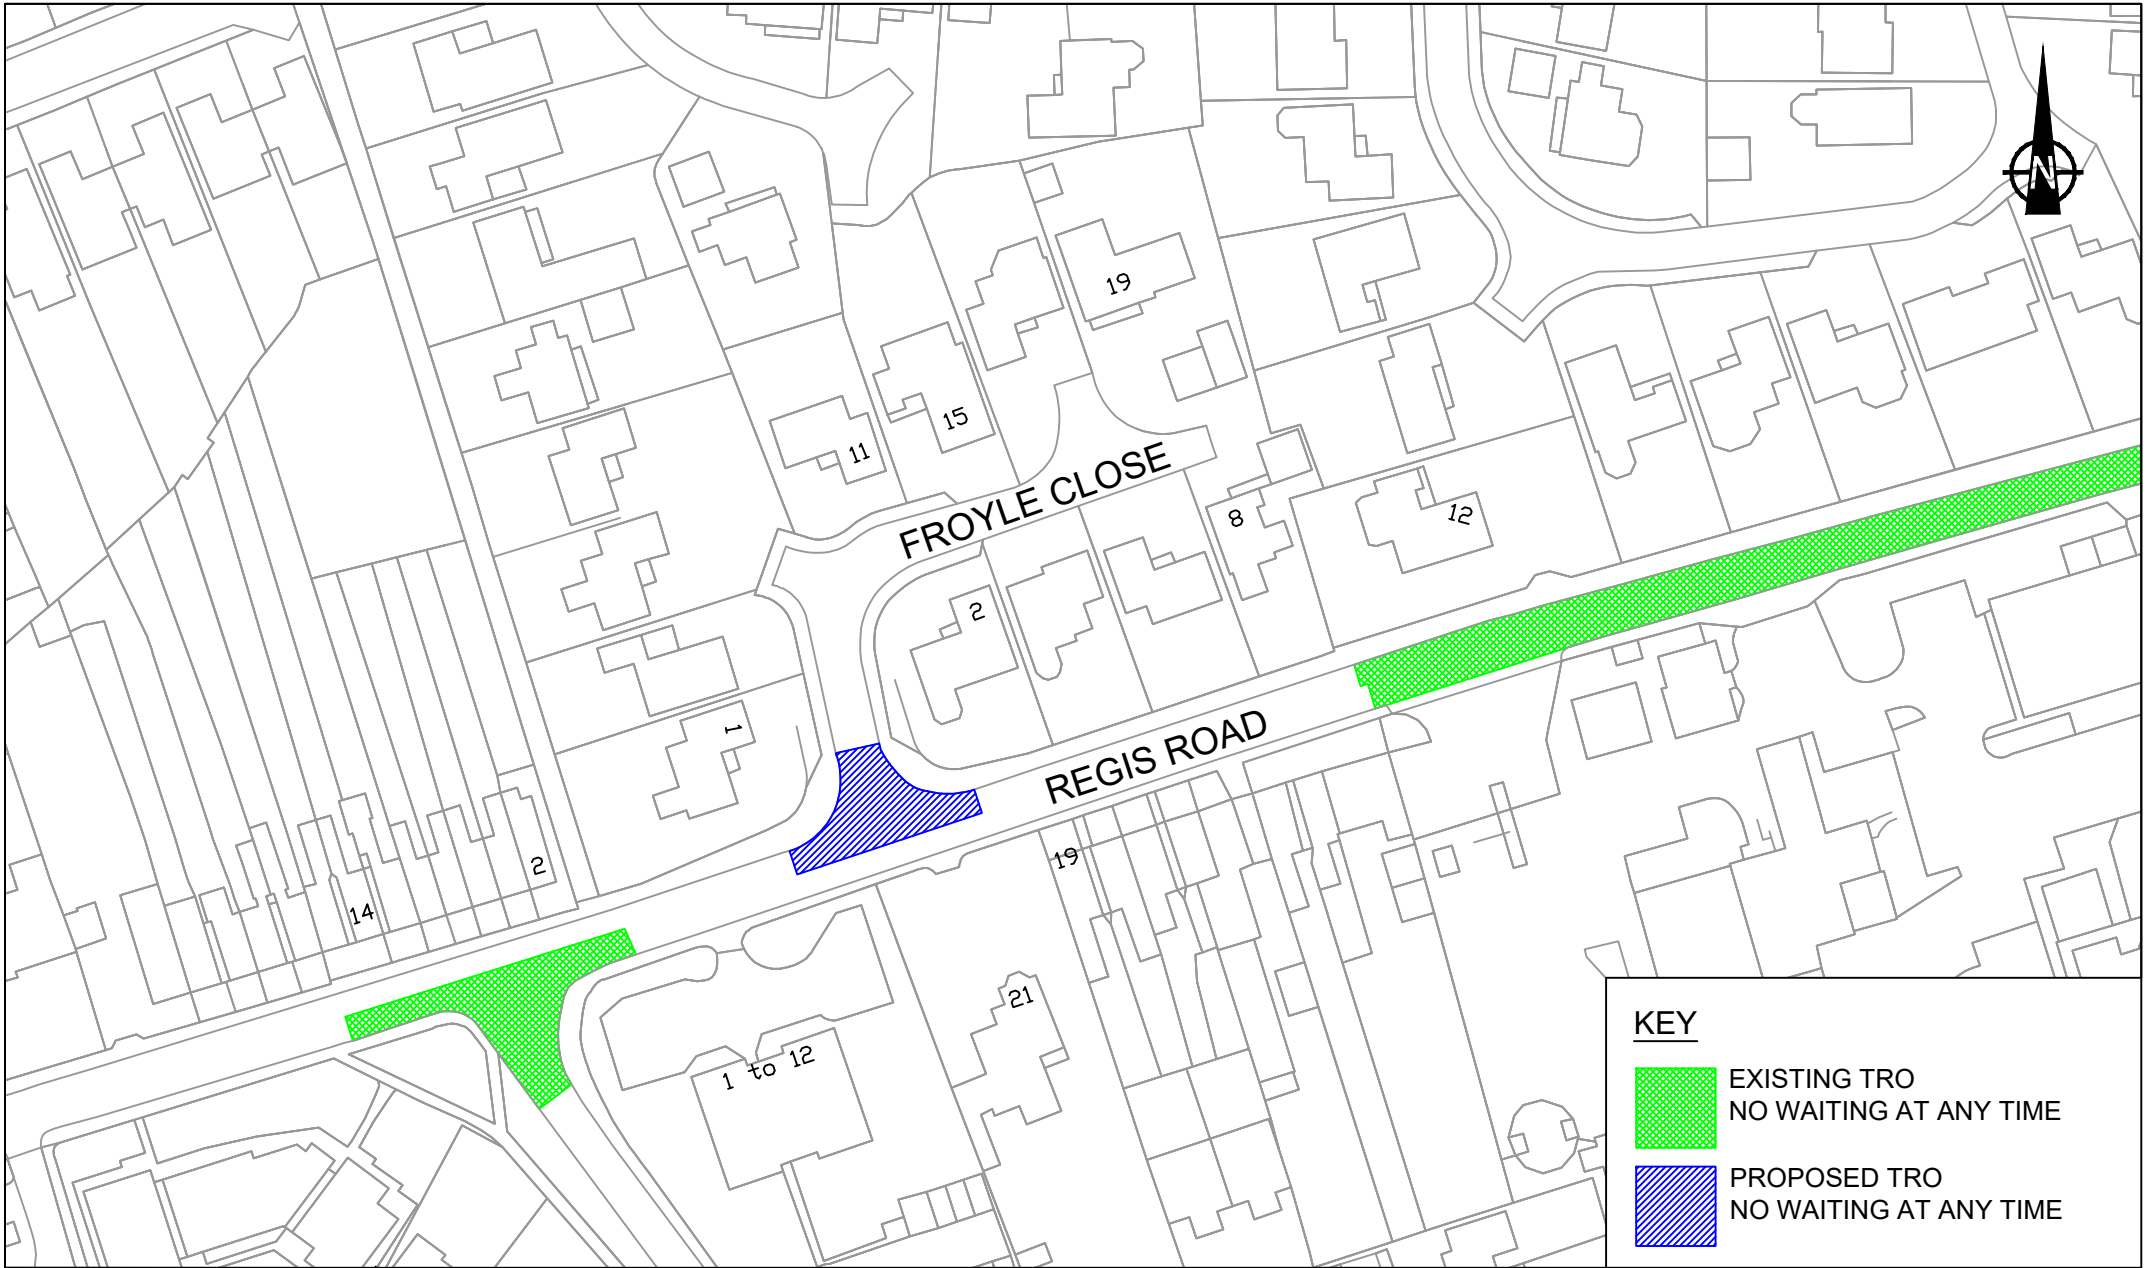 N
19
15
11
FROYLE CLOSE
8
12
2
1
REGIS ROAD
19
2
14
21
1 to 12
KEY
EXISTING TRO
NO WAITING AT ANY TIME
PROPOSED TRO
NO WAITING AT ANY TIME